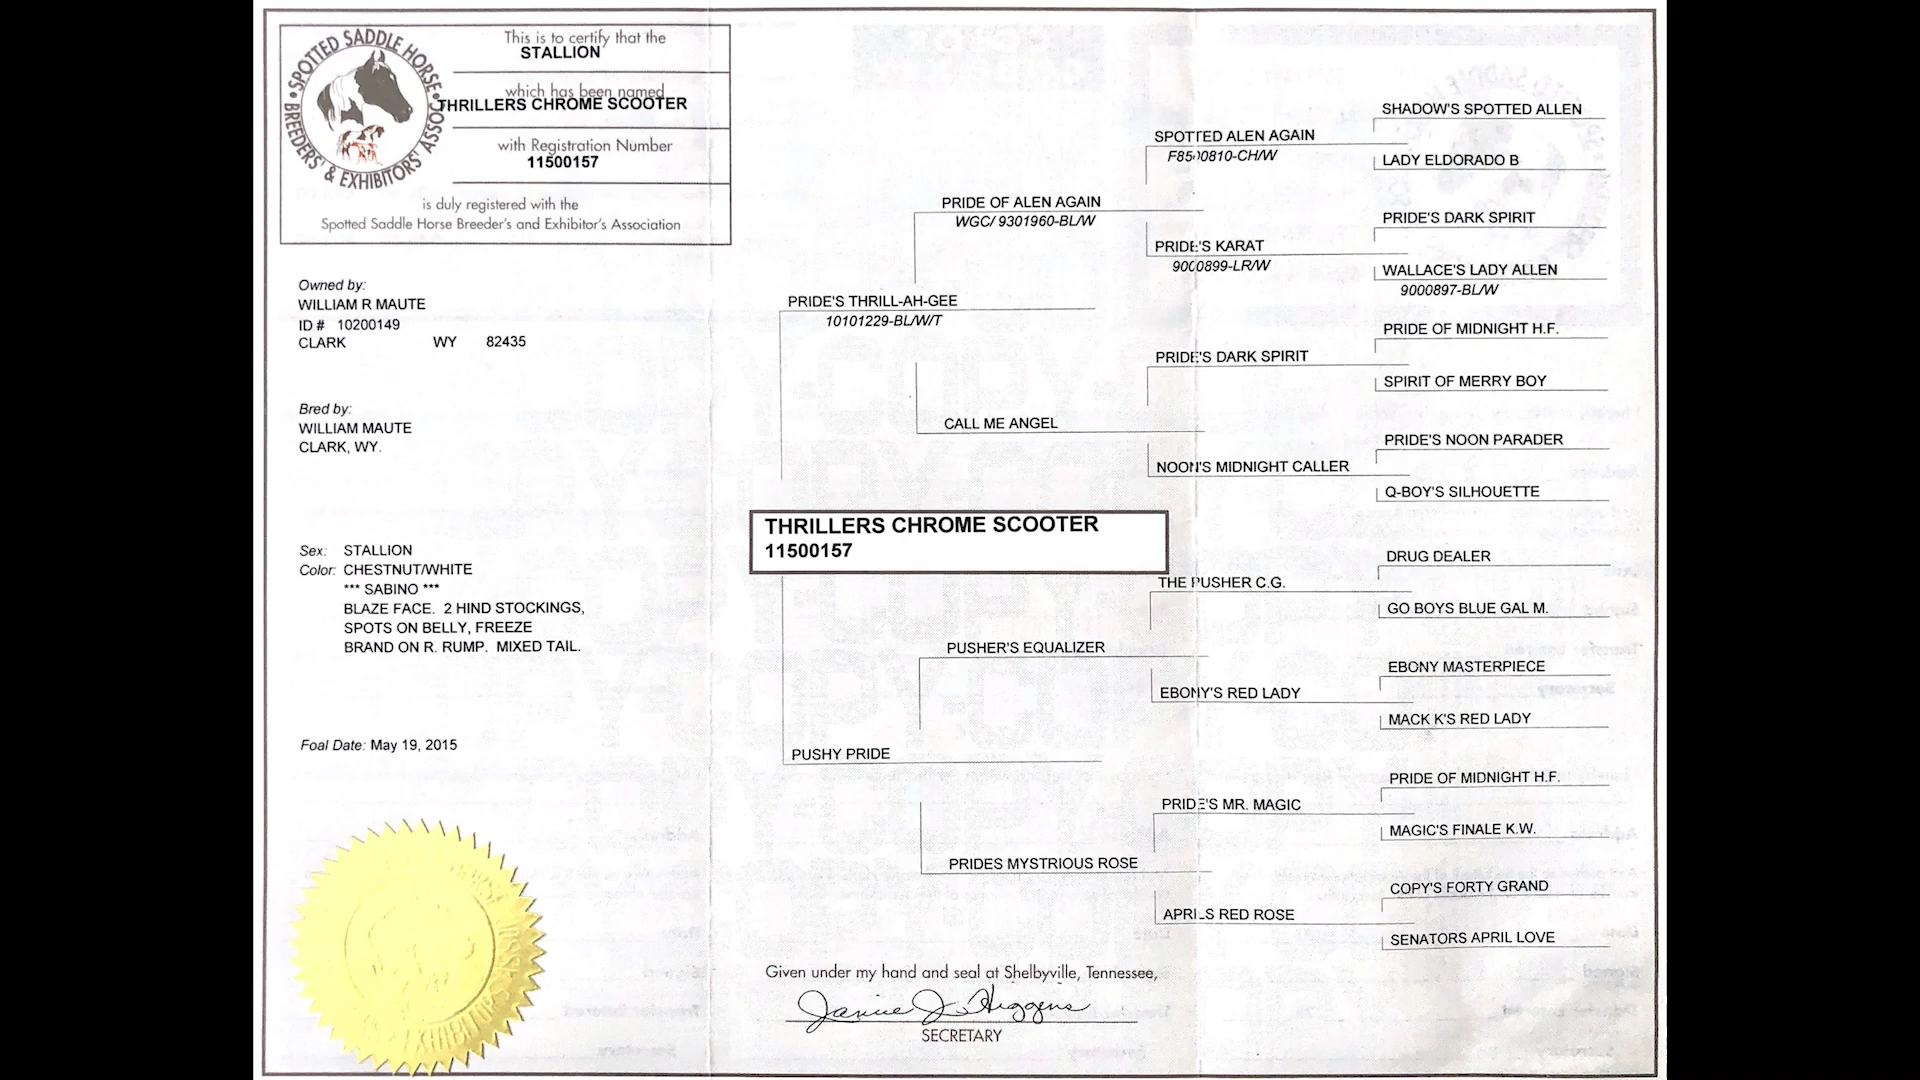 SPOTTED SADDLE HORSE
BREEDERS' & EXHIBITORS' ASSOC.
This is to certify that the
STALLION
which has been named
THRILLERS CHROME SCOOTER
with Registration Number
11500157
is duly registered with the
Spotted Saddle Horse Breeder's and Exhibitor's Association
Owned by:
WILLIAM R MAUTE
ID # 10200149
CLARK WY 82435
Bred by:
WILLIAM MAUTE
CLARK, WY.
Sex: STALLION
Color: CHESTNUT/WHITE
*** SABINO ***
BLAZE FACE. 2 HIND STOCKINGS,
SPOTS ON BELLY, FREEZE
BRAND ON R. RUMP. MIXED TAIL.
Foal Date: May 19, 2015
THRILLERS CHROME SCOOTER
11500157
PRIDE'S THRILL-AH-GEE
10101229-BL/W/T
PUSHY PRIDE
PRIDE OF ALEN AGAIN
WGC/ 9301960-BL/W
CALL ME ANGEL
PUSHER'S EQUALIZER
PRIDES MYSTRIOUS ROSE
SPOTTED ALEN AGAIN
F8500810-CH/W
PRIDE'S KARAT
9000899-LR/W
PRIDE'S DARK SPIRIT
NOON'S MIDNIGHT CALLER
THE PUSHER C.G.
EBONY'S RED LADY
PRIDE'S MR. MAGIC
APRILS RED ROSE
SHADOW'S SPOTTED ALLEN
LADY ELDORADO B
PRIDE'S DARK SPIRIT
WALLACE'S LADY ALLEN
9000897-BL/W
PRIDE OF MIDNIGHT H.F.
SPIRIT OF MERRY BOY
PRIDE'S NOON PARADER
Q-BOY'S SILHOUETTE
DRUG DEALER
GO BOYS BLUE GAL M.
EBONY MASTERPIECE
MACK K'S RED LADY
PRIDE OF MIDNIGHT H.F.
MAGIC'S FINALE K.W.
COPY'S FORTY GRAND
SENATORS APRIL LOVE
Given under my hand and seal at Shelbyville, Tennessee,
Janice J. Higgens
SECRETARY